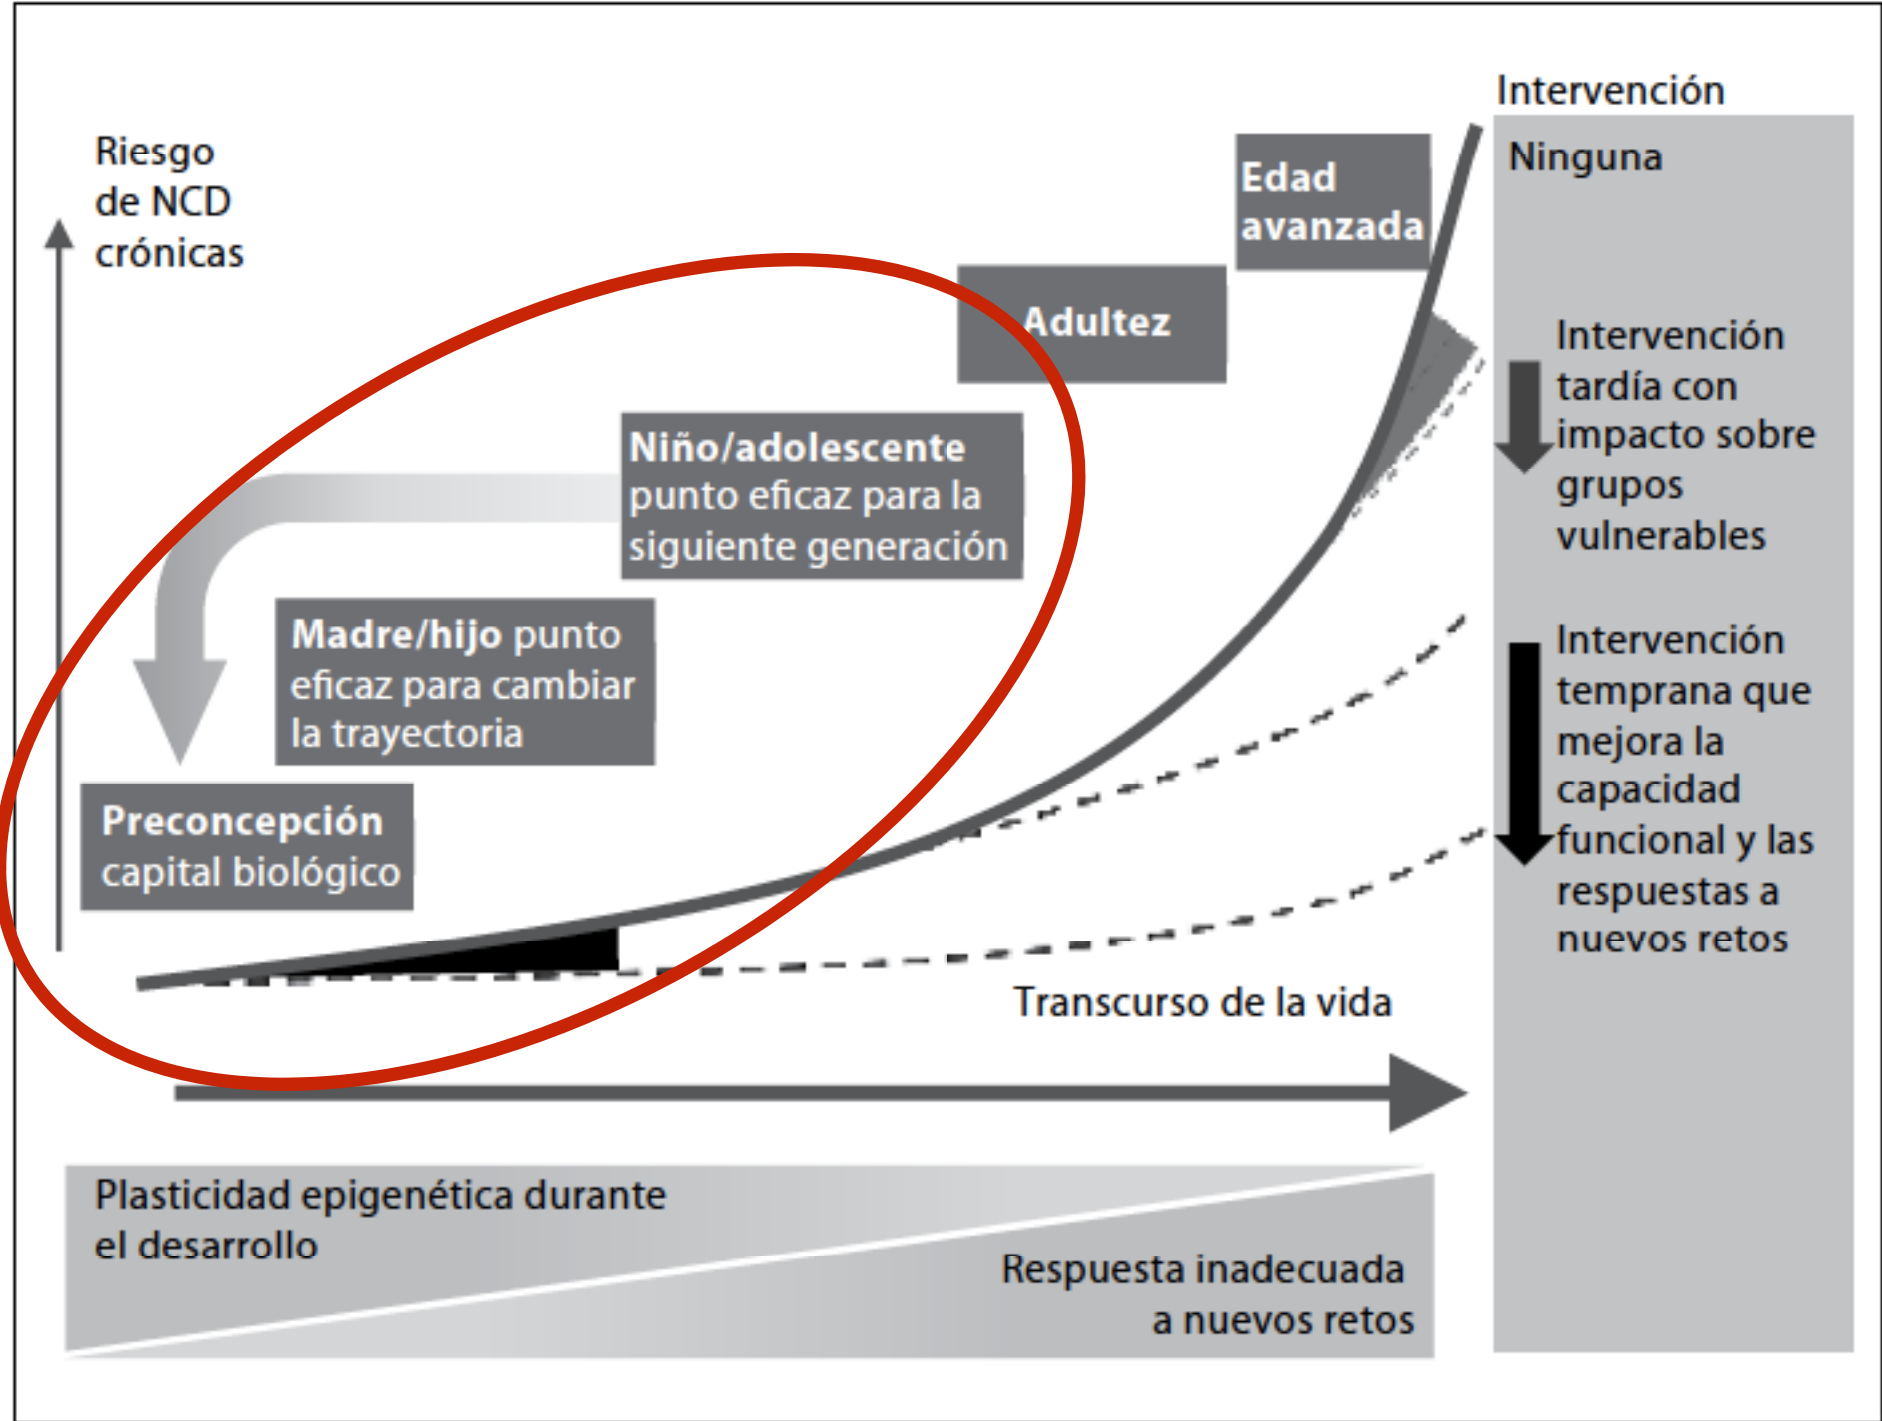 Riesgo
de NCD
crónicas
Intervención
Ninguna
Edad
avanzada
Adultez
Niño/adolescente
punto eficaz para la
siguiente generación
Madre/hijo punto
eficaz para cambiar
la trayectoria
Preconcepción
capital biológico
Intervención
tardía con
impacto sobre
grupos
vulnerables
Intervención
temprana que
mejora la
capacidad
funcional y las
respuestas a
nuevos retos
Transcurso de la vida
Plasticidad epigenética durante
el desarrollo
Respuesta inadecuada
a nuevos retos